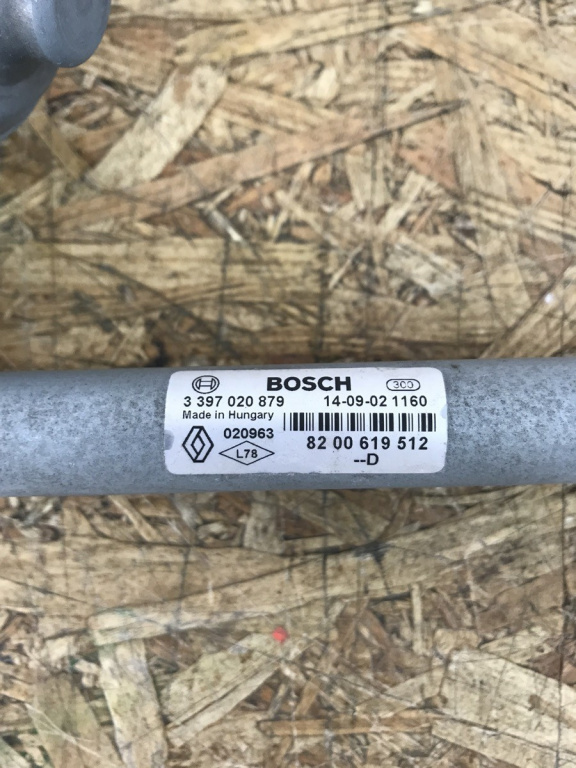 BOSCH 300
3 397 020 879 14-09-02 1160
Made in Hungary
020963 82 00 619 512
L78 --D